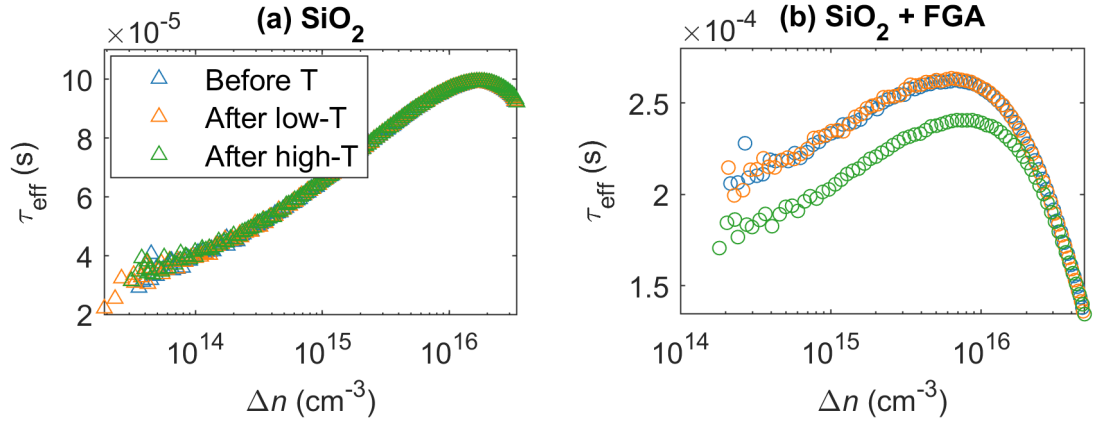 (a) SiO₂
×10⁻⁵
10
8
6
4
2
τeff (s)
Before T
After low-T
After high-T
10¹⁴
10¹⁵
10¹⁶
Δn (cm⁻³)
(b) SiO₂ + FGA
×10⁻⁴
2.5
2
1.5
τeff (s)
10¹⁴
10¹⁵
10¹⁶
Δn (cm⁻³)